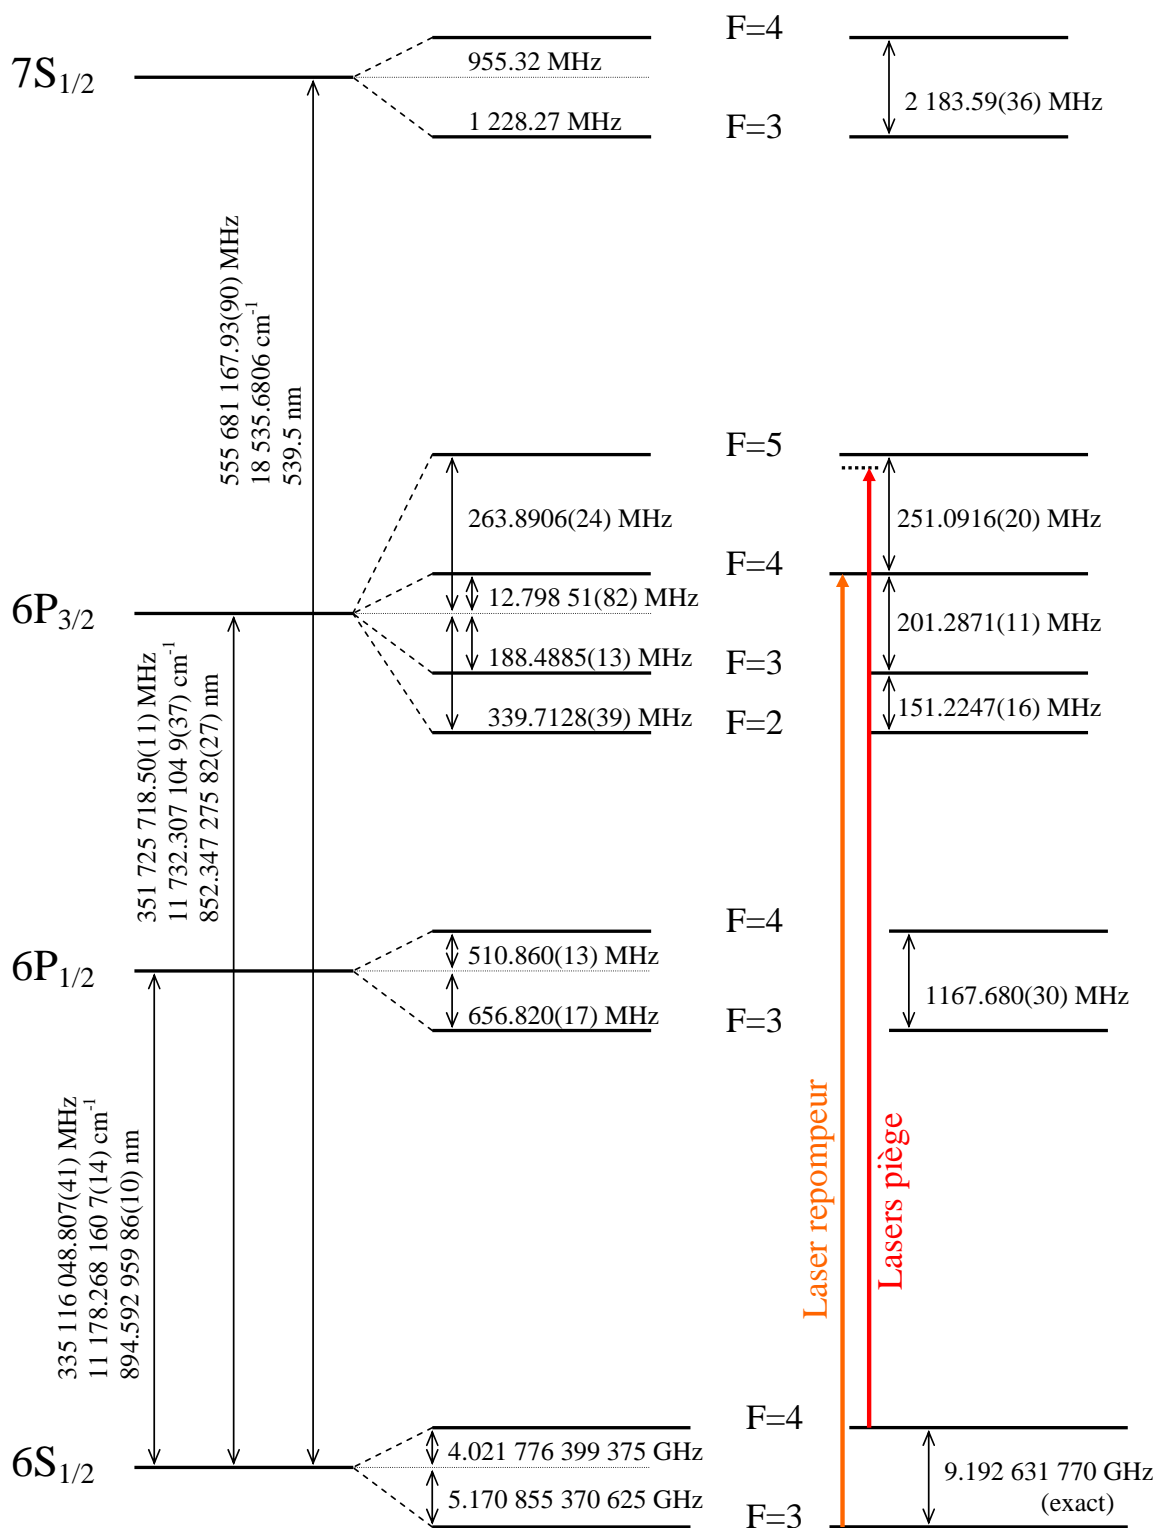 F=4
7S1/2
955.32 MHz
2 183.59(36) MHz
1 228.27 MHz
F=3
555 681 167.93(90) MHz
18 535.6806 cm-1
539.5 nm
F=5
263.8906(24) MHz
251.0916(20) MHz
F=4
12.798 51(82) MHz
6P3/2
201.2871(11) MHz
188.4885(13) MHz
F=3
339.7128(39) MHz
F=2
151.2247(16) MHz
351 725 718.50(11) MHz
11 732.307 104 9(37) cm-1
852.347 275 82(27) nm
F=4
510.860(13) MHz
6P1/2
1167.680(30) MHz
656.820(17) MHz
F=3
335 116 048.807(41) MHz
11 178.268 160 7(14) cm-1
894.592 959 86(10) nm
Laser repompeur
Lasers piège
F=4
4.021 776 399 375 GHz
6S1/2
9.192 631 770 GHz
(exact)
5.170 855 370 625 GHz
F=3